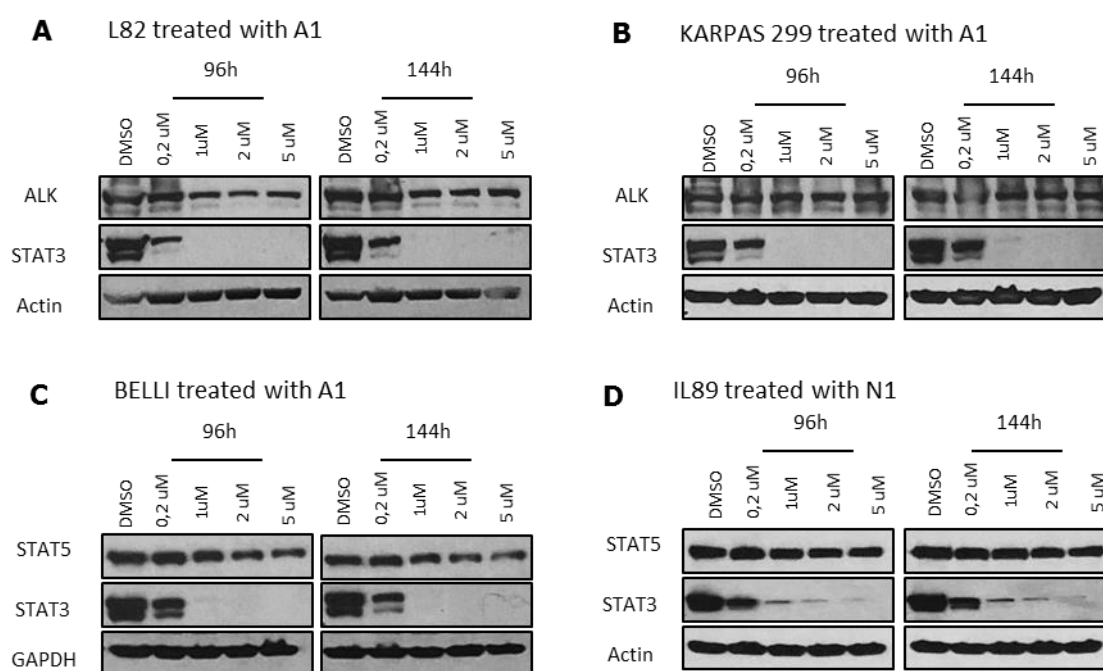 A L82 treated with A1
96h 144h
DMSO 0,2 uM 1uM 2 uM 5 uM DMSO 0,2 uM 1uM 2 uM 5 uM
ALK
STAT3
Actin
B KARPAS 299 treated with A1
96h 144h
DMSO 0,2 uM 1uM 2 uM 5 uM DMSO 0,2 uM 1uM 2 uM 5 uM
ALK
STAT3
Actin
C BELLI treated with A1
96h 144h
DMSO 0,2 uM 1uM 2 uM 5 uM DMSO 0,2 uM 1uM 2 uM 5 uM
STAT5
STAT3
GAPDH
D IL89 treated with N1
96h 144h
DMSO 0,2 uM 1uM 2 uM 5 uM DMSO 0,2 uM 1uM 2 uM 5 uM
STAT5
STAT3
Actin